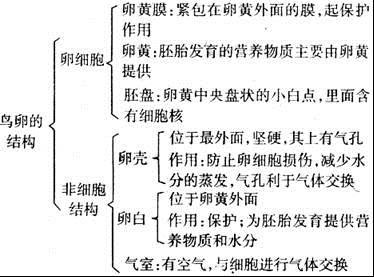 卵黄膜:紧包在卵黄外面的膜,起保护
作用
卵细胞
卵黄:胚胎发育的营养物质主要由卵黄
提供
胚盘:卵黄中央盘状的小白点,里面含
有细胞核
鸟卵的
结构
位于最外面,坚硬,其上有气孔
卵壳
作用:防止卵细胞损伤,减少水
分的蒸发,气孔利于气体交换
非细胞
结构
位于卵黄外面
卵白
作用:保护;为胚胎发育提供营
养物质和水分
气室:有空气,与细胞进行气体交换